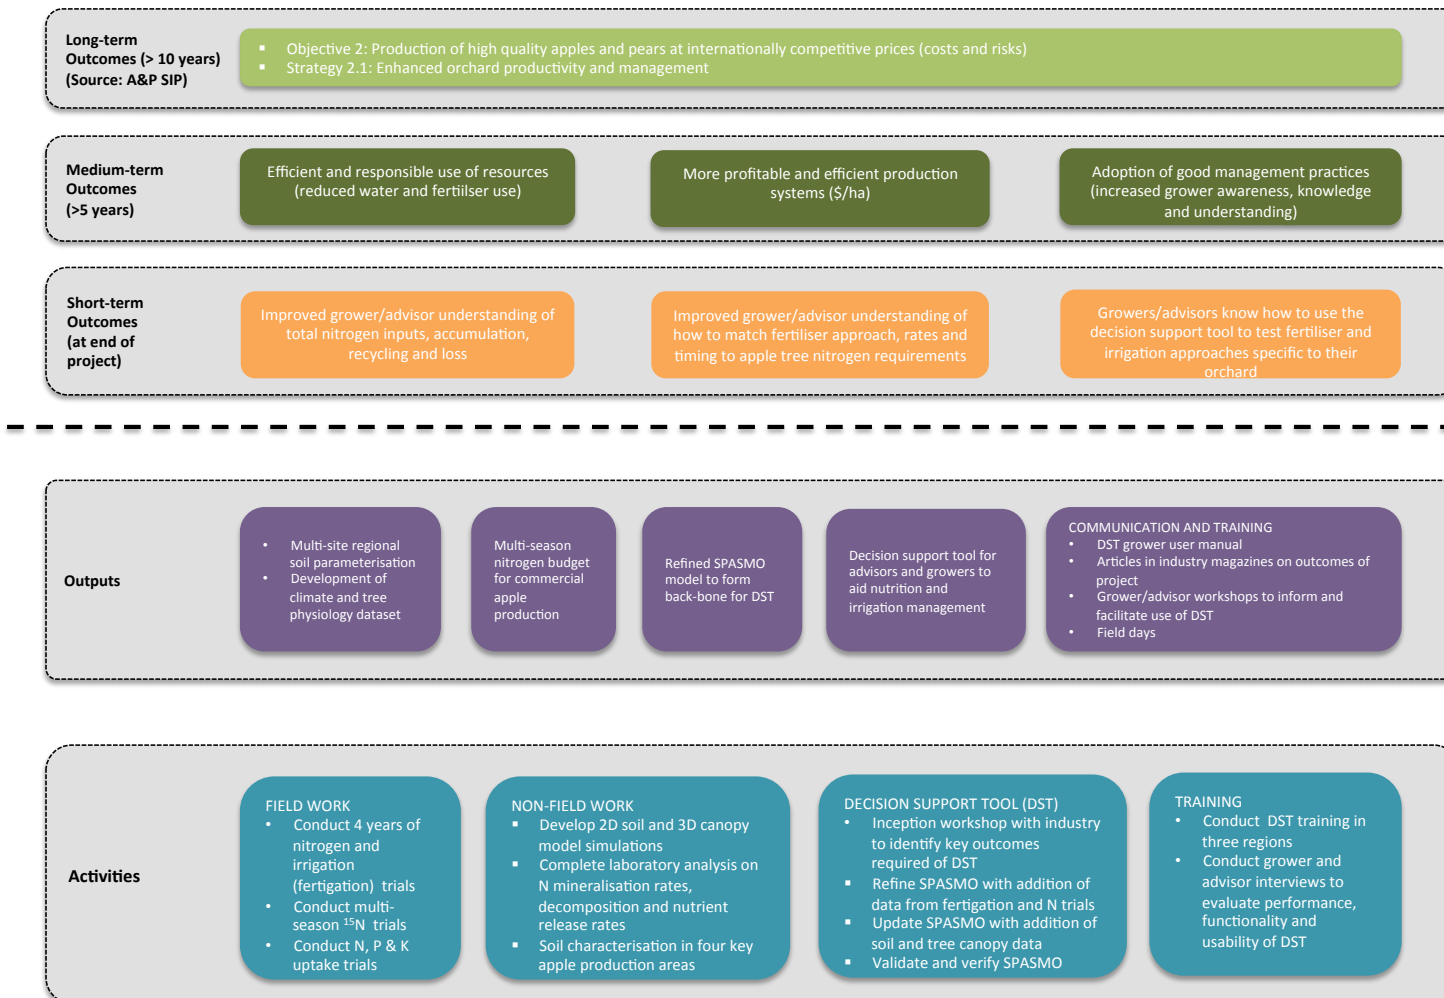 Long-term
Outcomes (> 10 years)
(Source: A&P SIP)
▪ Objective 2: Production of high quality apples and pears at internationally competitive prices (costs and risks)
▪ Strategy 2.1: Enhanced orchard productivity and management
Medium-term
Outcomes
(>5 years)
Efficient and responsible use of resources
(reduced water and fertiilser use)
More profitable and efficient production
systems ($/ha)
Adoption of good management practices
(increased grower awareness, knowledge
and understanding)
Short-term
Outcomes
(at end of
project)
Improved grower/advisor understanding of
total nitrogen inputs, accumulation,
recycling and loss
Improved grower/advisor understanding of
how to match fertiliser approach, rates and
timing to apple tree nitrogen requirements
Growers/advisors know how to use the
decision support tool to test fertiliser and
irrigation approaches specific to their
orchard
Outputs
• Multi-site regional
soil parameterisation
• Development of
climate and tree
physiology dataset
Multi-season
nitrogen budget
for commercial
apple
production
Refined SPASMO
model to form
back-bone for DST
Decision support tool for
advisors and growers to
aid nutrition and
irrigation management
COMMUNICATION AND TRAINING
• DST grower user manual
• Articles in industry magazines on outcomes of
project
• Grower/advisor workshops to inform and
facilitate use of DST
• Field days
Activities
FIELD WORK
• Conduct 4 years of
nitrogen and
irrigation
(fertigation) trials
• Conduct multi-
season ¹⁵N trials
• Conduct N, P & K
uptake trials
NON-FIELD WORK
▪ Develop 2D soil and 3D canopy
model simulations
▪ Complete laboratory analysis on
N mineralisation rates,
decomposition and nutrient
release rates
▪ Soil characterisation in four key
apple production areas
DECISION SUPPORT TOOL (DST)
• Inception workshop with industry
to identify key outcomes
required of DST
▪ Refine SPASMO with addition of
data from fertigation and N trials
▪ Update SPASMO with addition of
soil and tree canopy data
▪ Validate and verify SPASMO
TRAINING
• Conduct DST training in
three regions
• Conduct grower and
advisor interviews to
evaluate performance,
functionality and
usability of DST